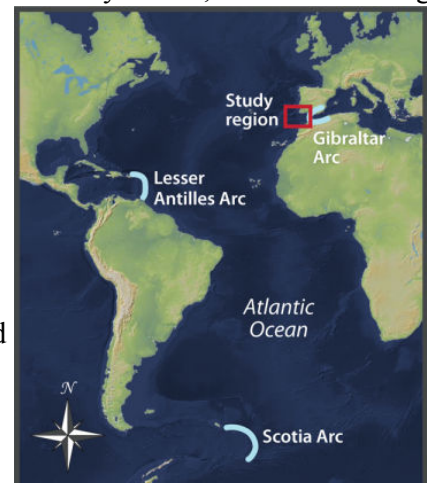 Study
region
Gibraltar
Arc
Lesser
Antilles Arc
Atlantic
Ocean
N
Scotia Arc